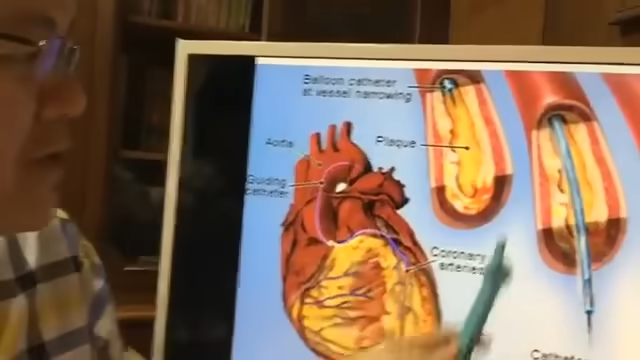 Balloon catheter
at vessel narrowing
Aorta
Plaque
Guiding
catheter
Coronary
arteries